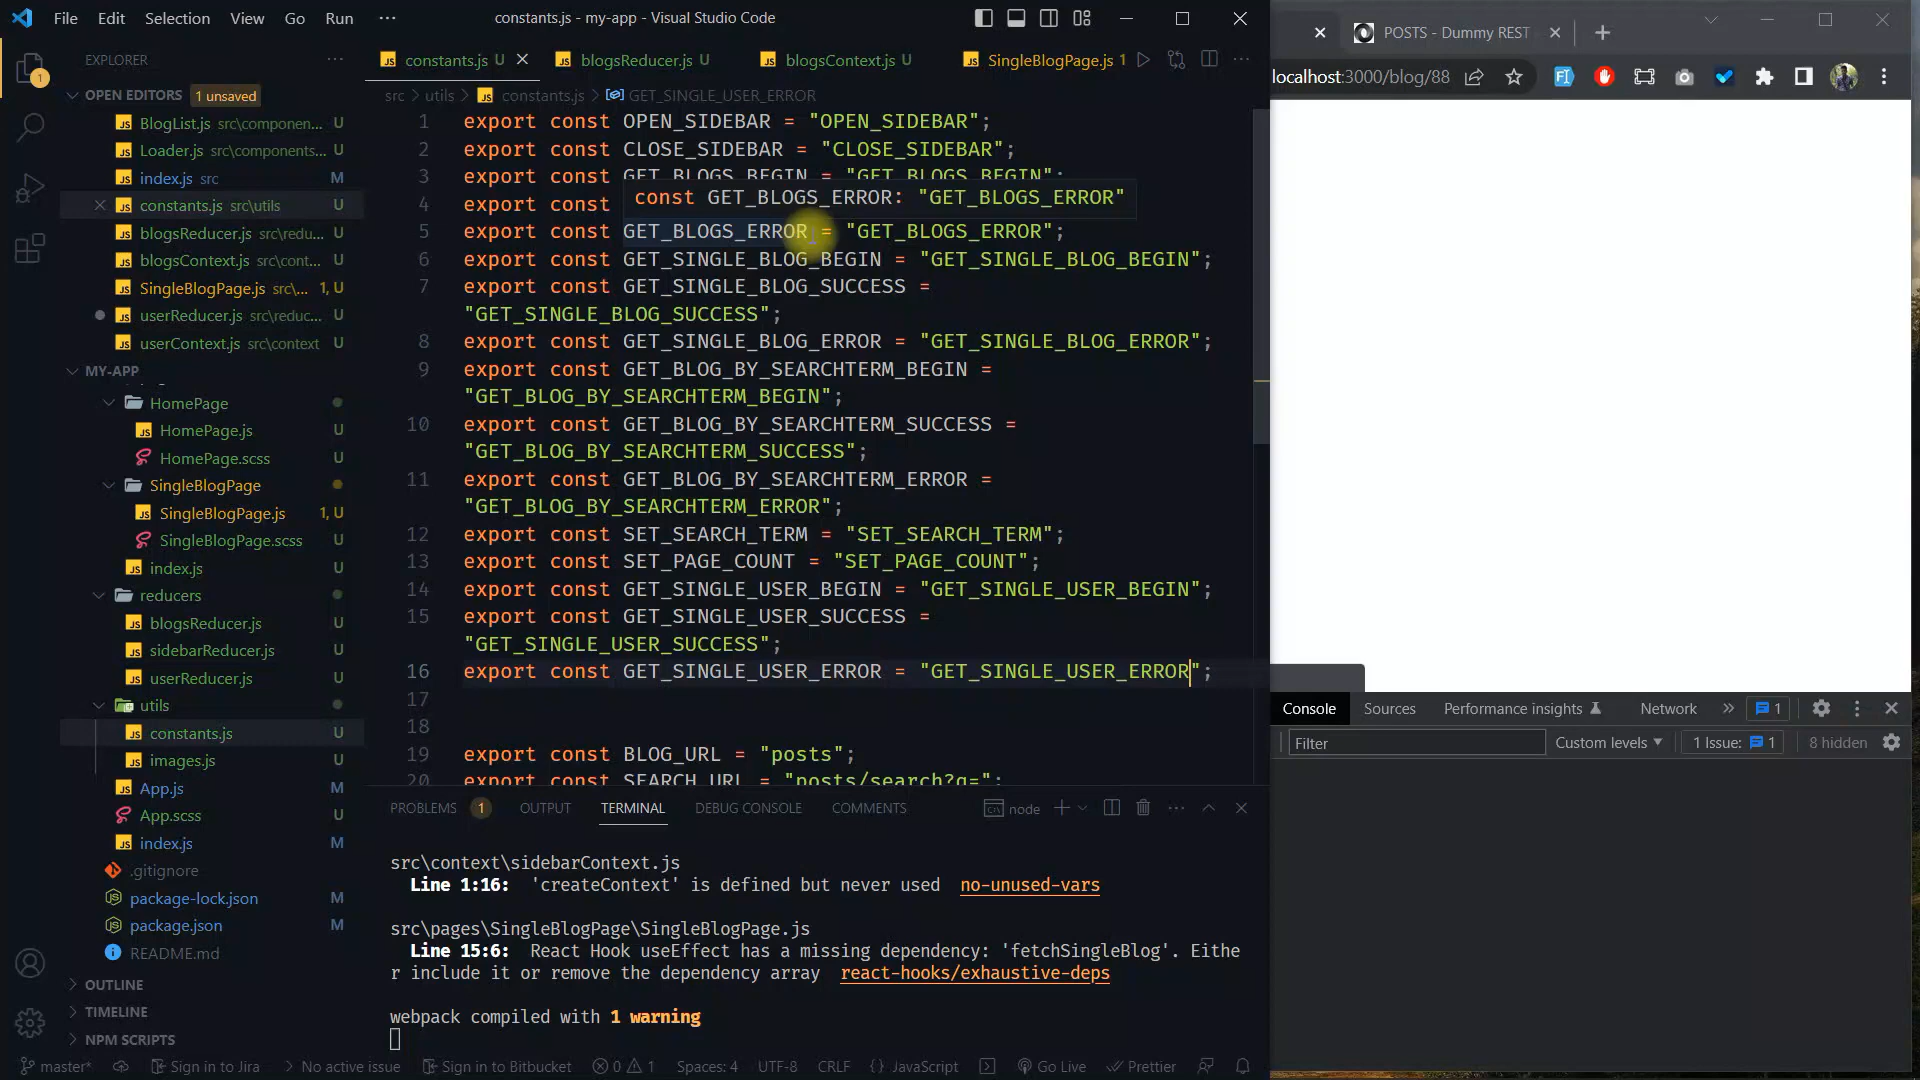 File Edit Selection View Go Run ··· constants.js - my-app - Visual Studio Code
EXPLORER ···
OPEN EDITORS 1 unsaved
BlogList.js src\componen... U
Loader.js src\components... U
index.js src M
constants.js src\utils U
blogsReducer.js src\redu... U
blogsContext.js src\cont... U
SingleBlogPage.js src\... 1, U
userReducer.js src\reduc... U
userContext.js src\context U
MY-APP
HomePage
HomePage.js U
HomePage.scss U
SingleBlogPage
SingleBlogPage.js 1, U
SingleBlogPage.scss U
index.js U
reducers
blogsReducer.js U
sidebarReducer.js U
userReducer.js U
utils
constants.js U
images.js U
App.js M
App.scss U
index.js M
.gitignore
package-lock.json M
package.json M
README.md
OUTLINE
TIMELINE
NPM SCRIPTS
constants.js U blogsReducer.js U blogsContext.js U SingleBlogPage.js 1
src > utils > constants.js > GET_SINGLE_USER_ERROR
1 export const OPEN_SIDEBAR = "OPEN_SIDEBAR";
2 export const CLOSE_SIDEBAR = "CLOSE_SIDEBAR";
3 export const GET_BLOGS_BEGIN = "GET_BLOGS_BEGIN";
const GET_BLOGS_ERROR: "GET_BLOGS_ERROR"
4 export const
5 export const GET_BLOGS_ERROR = "GET_BLOGS_ERROR";
6 export const GET_SINGLE_BLOG_BEGIN = "GET_SINGLE_BLOG_BEGIN";
7 export const GET_SINGLE_BLOG_SUCCESS =
"GET_SINGLE_BLOG_SUCCESS";
8 export const GET_SINGLE_BLOG_ERROR = "GET_SINGLE_BLOG_ERROR";
9 export const GET_BLOG_BY_SEARCHTERM_BEGIN =
"GET_BLOG_BY_SEARCHTERM_BEGIN";
10 export const GET_BLOG_BY_SEARCHTERM_SUCCESS =
"GET_BLOG_BY_SEARCHTERM_SUCCESS";
11 export const GET_BLOG_BY_SEARCHTERM_ERROR =
"GET_BLOG_BY_SEARCHTERM_ERROR";
12 export const SET_SEARCH_TERM = "SET_SEARCH_TERM";
13 export const SET_PAGE_COUNT = "SET_PAGE_COUNT";
14 export const GET_SINGLE_USER_BEGIN = "GET_SINGLE_USER_BEGIN";
15 export const GET_SINGLE_USER_SUCCESS =
"GET_SINGLE_USER_SUCCESS";
16 export const GET_SINGLE_USER_ERROR = "GET_SINGLE_USER_ERROR";
17
18
19 export const BLOG_URL = "posts";
20 export const SEARCH_URL = "posts/search?q=";
PROBLEMS 1 OUTPUT TERMINAL DEBUG CONSOLE COMMENTS node
src\context\sidebarContext.js
Line 1:16: 'createContext' is defined but never used no-unused-vars
src\pages\SingleBlogPage\SingleBlogPage.js
Line 15:6: React Hook useEffect has a missing dependency: 'fetchSingleBlog'. Eithe
r include it or remove the dependency array react-hooks/exhaustive-deps
webpack compiled with 1 warning
master* Sign in to Jira No active issue Sign in to Bitbucket 0 1 Spaces: 4 UTF-8 CRLF {} JavaScript Go Live Prettier
POSTS - Dummy REST
localhost:3000/blog/88
Console Sources Performance insights Network » 1
Filter Custom levels 1 Issue: 1 8 hidden